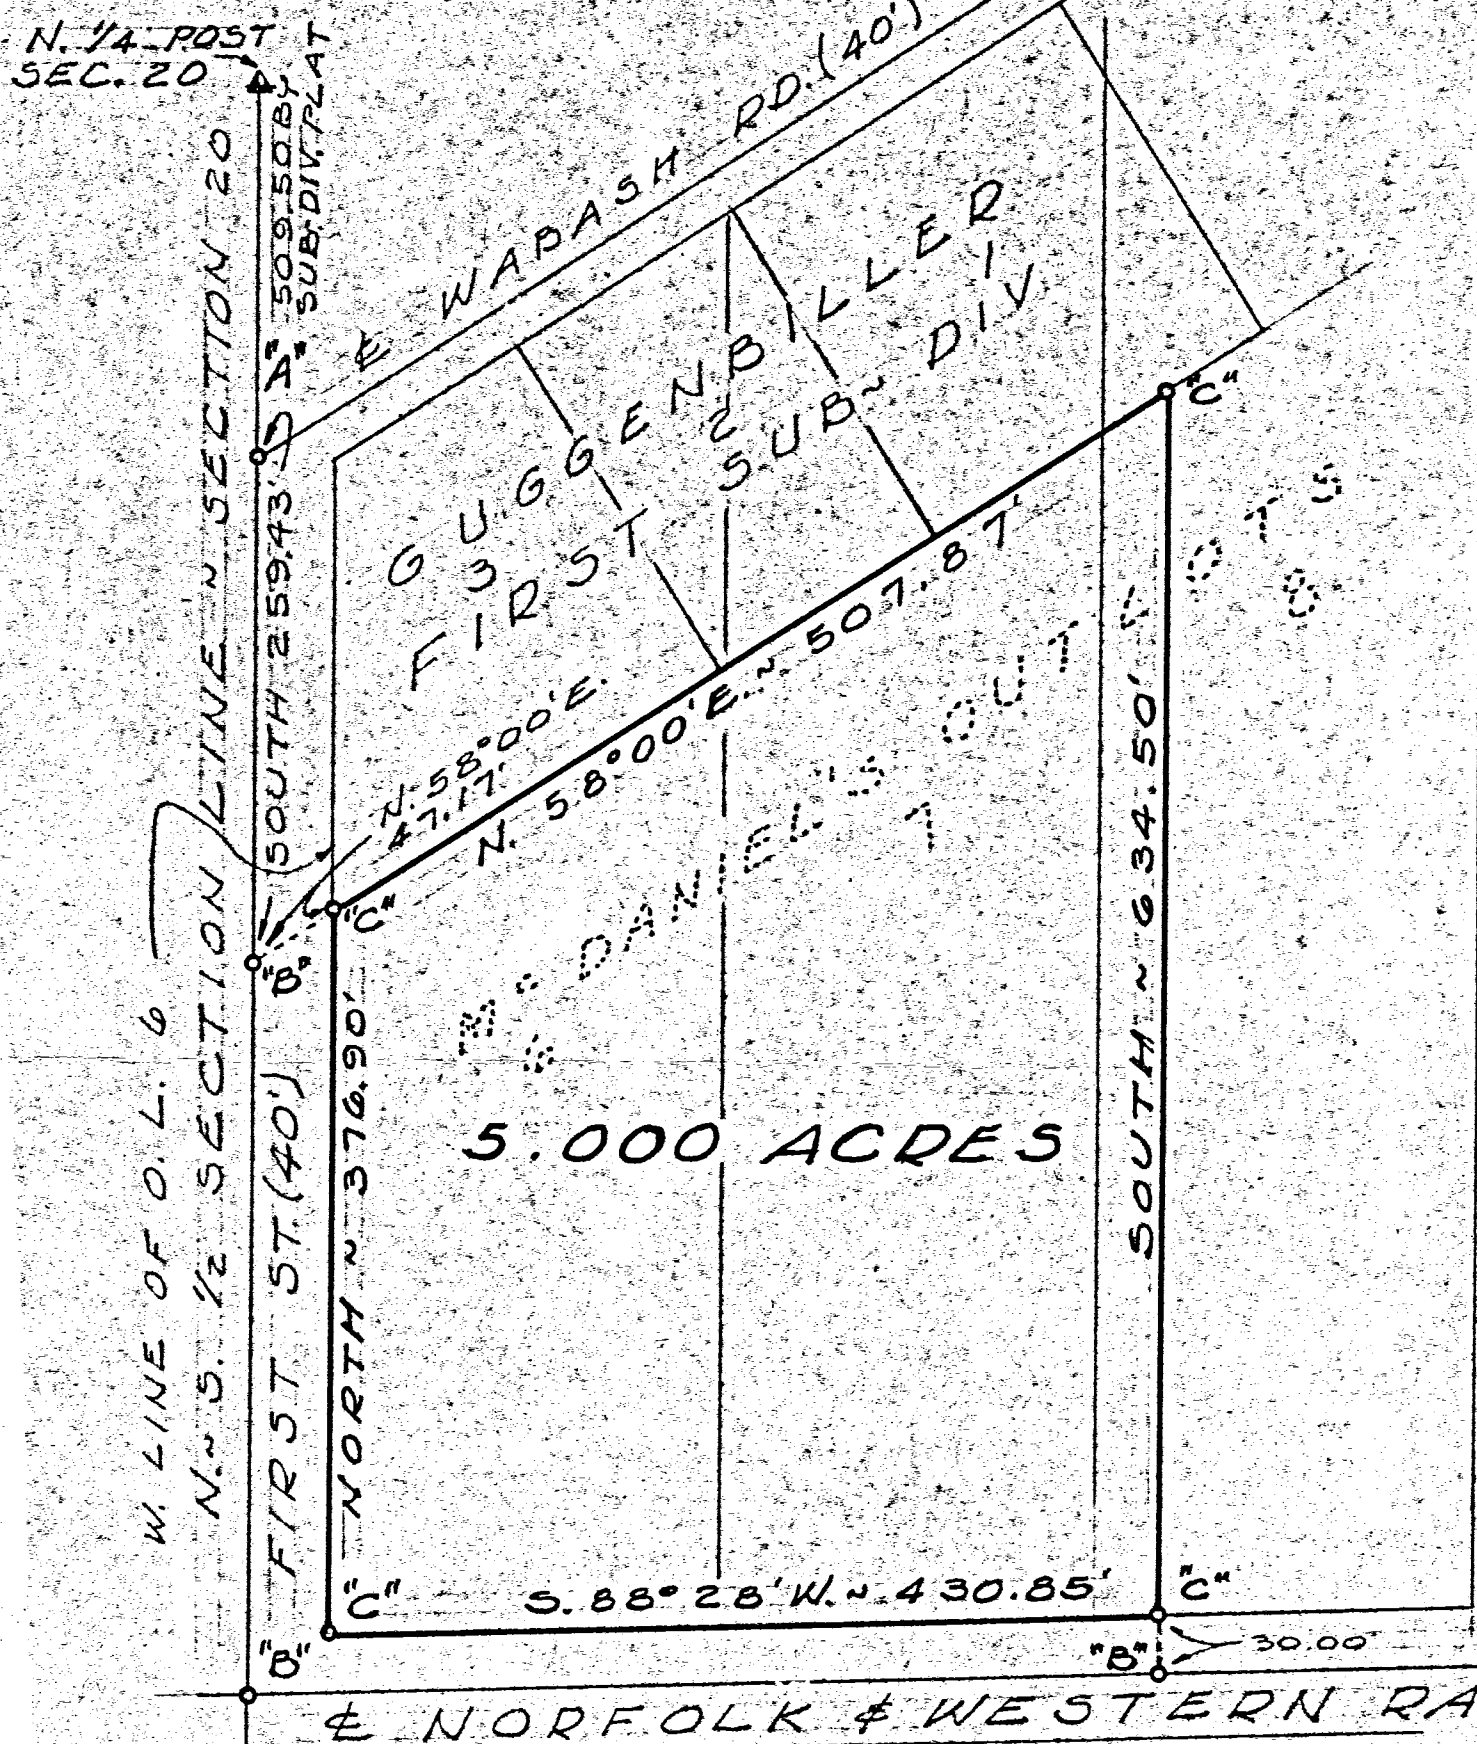 N. 1/4 POST
SEC. 20
509.50 BY
SUB-DIV. PLAT
℄ WABASH RD. (40')
N.~S. 1/2 SECTION LINE ~ SECTION 20
"A"
SOUTH 259.43'
GUGGENBILLER
3 2 1
FIRST SUB~DIV
"C"
N. 58°00'E.
47.17'
N. 58°00'E. ~ 507.87'
"C"
"B"
Mc DANIEL'S OUT LOTS
6 7 8
W. LINE OF O. L. 6
FIRST ST. (40')
NORTH ~ 376.90'
5.000 ACRES
SOUTH ~ 634.50'
"C"
S. 88°28' W. ~ 430.85'
"C"
"B"
"B"
30.00'
℄ NORFOLK & WESTERN RA